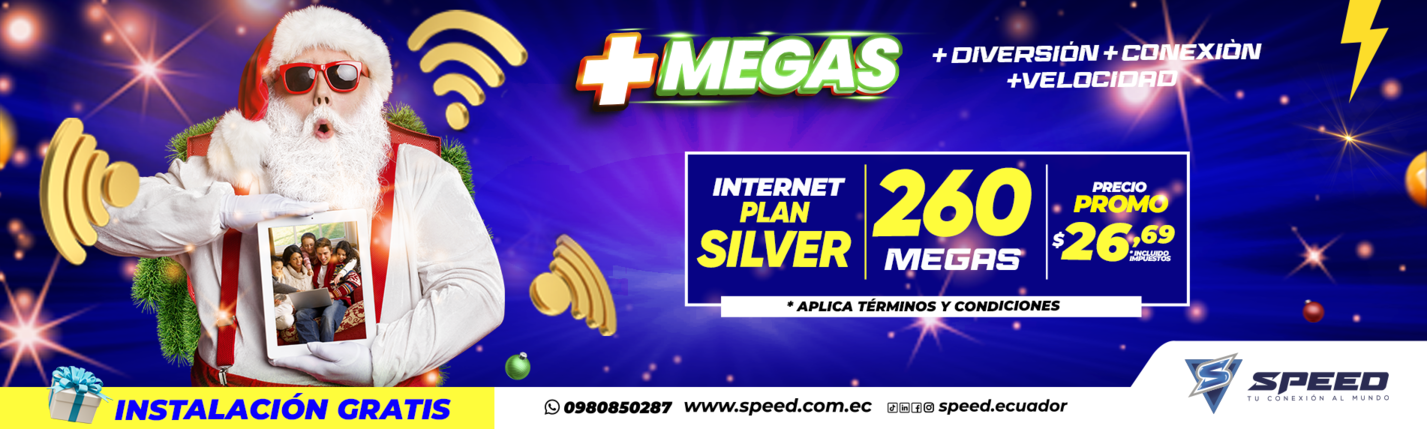 +MEGAS
+ DIVERSIÓN + CONEXIÒN
+VELOCIDAD
INTERNET
PLAN
SILVER
260
MEGAS
PRECIO
PROMO
$26,69
* INCLUIDO
IMPUESTOS
* APLICA TÉRMINOS Y CONDICIONES
INSTALACIÓN GRATIS
0980850287 www.speed.com.ec speed.ecuador
SPEED
TU CONEXIÓN AL MUNDO